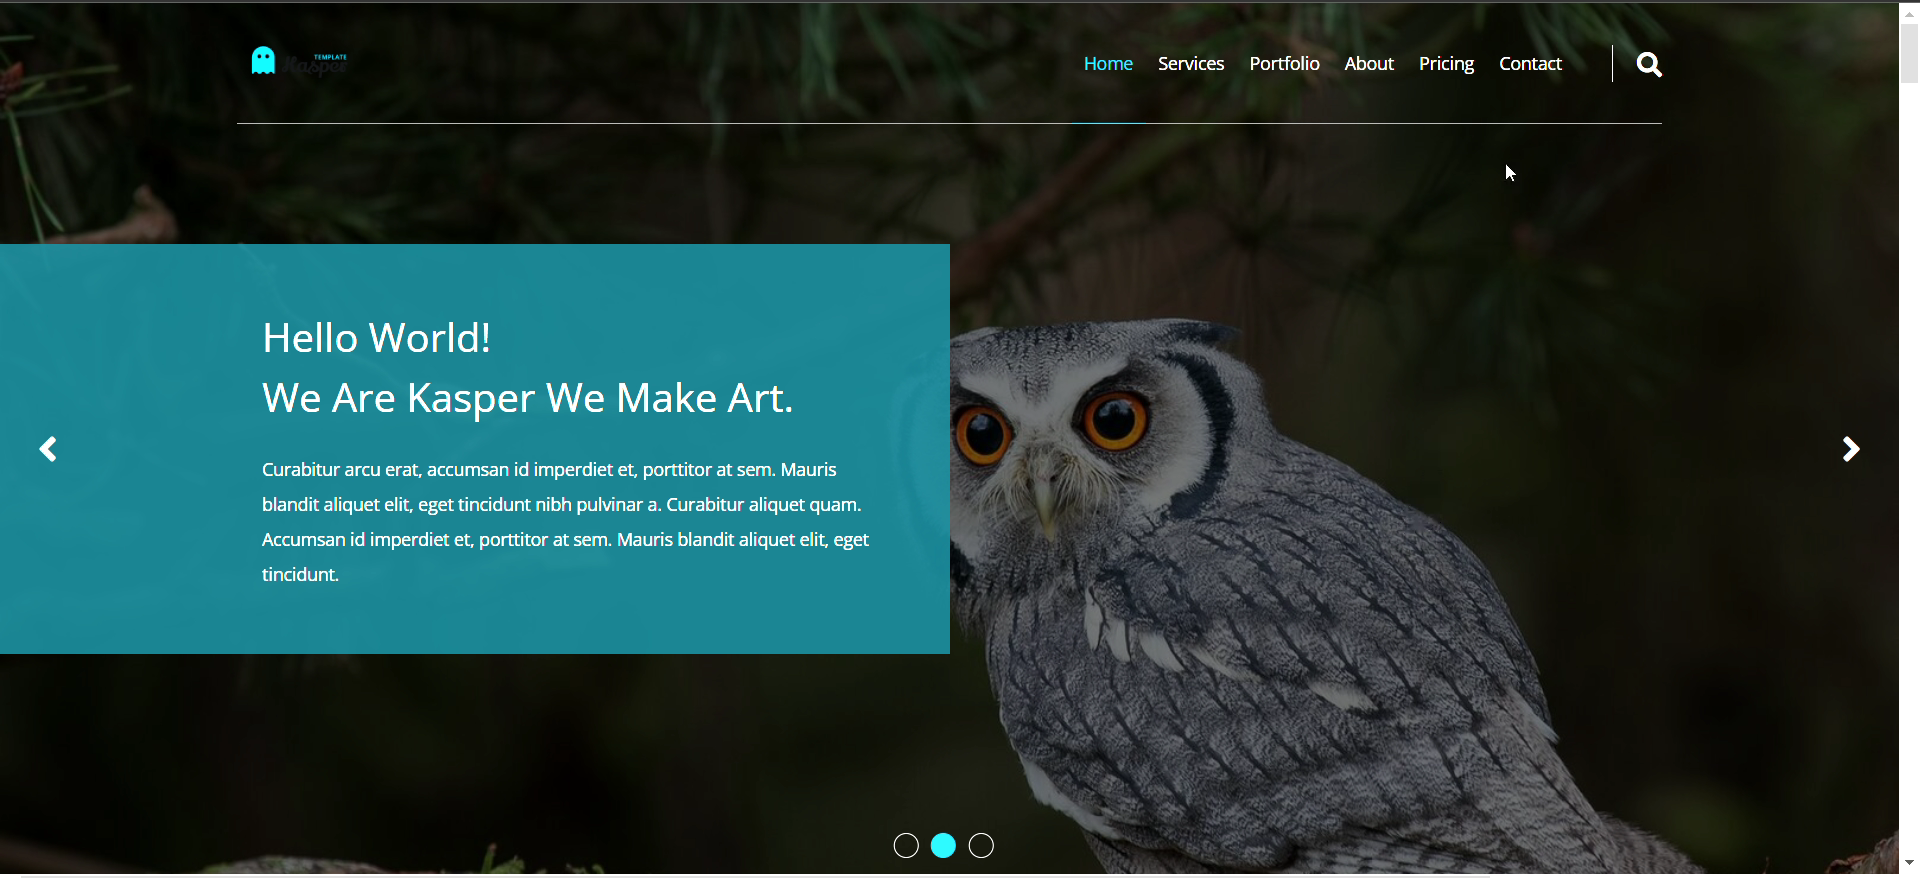 TEMPLATE
Kasper
Home Services Portfolio About Pricing Contact
Hello World!
We Are Kasper We Make Art.
Curabitur arcu erat, accumsan id imperdiet et, porttitor at sem. Mauris
blandit aliquet elit, eget tincidunt nibh pulvinar a. Curabitur aliquet quam.
Accumsan id imperdiet et, porttitor at sem. Mauris blandit aliquet elit, eget
tincidunt.